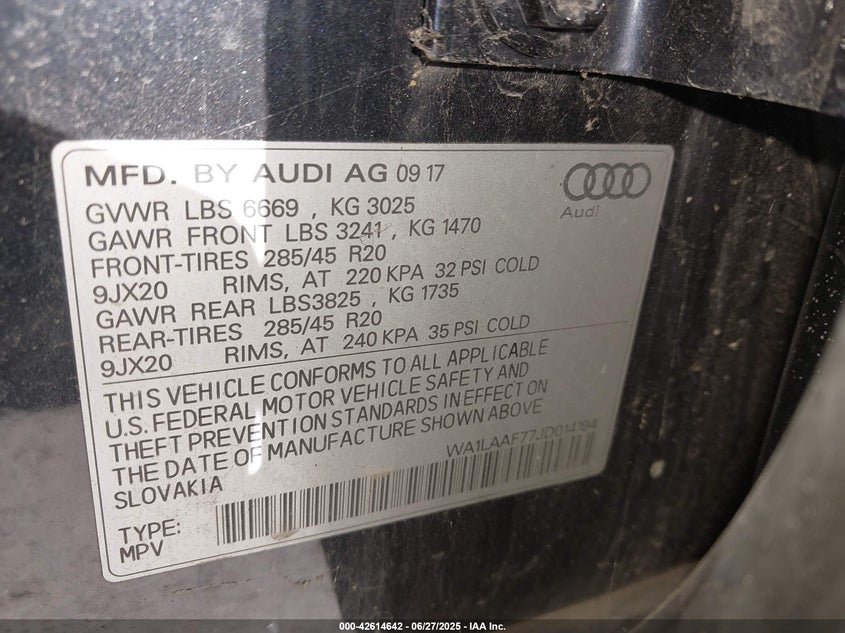 MFD. BY AUDI AG 09 17
Audi
GVWR LBS 6669 , KG 3025
GAWR FRONT LBS 3241 , KG 1470
FRONT-TIRES 285/45 R20
9JX20 RIMS, AT 220 KPA 32 PSI COLD
GAWR REAR LBS3825 , KG 1735
REAR-TIRES 285/45 R20
9JX20 RIMS, AT 240 KPA 35 PSI COLD
THIS VEHICLE CONFORMS TO ALL APPLICABLE
U.S. FEDERAL MOTOR VEHICLE SAFETY AND
THEFT PREVENTION STANDARDS IN EFFECT ON
THE DATE OF MANUFACTURE SHOWN ABOVE
SLOVAKIA
WA1LAAF77JD014194
TYPE:
MPV
000-42614642 | 06/27/2025 - IAA Inc.